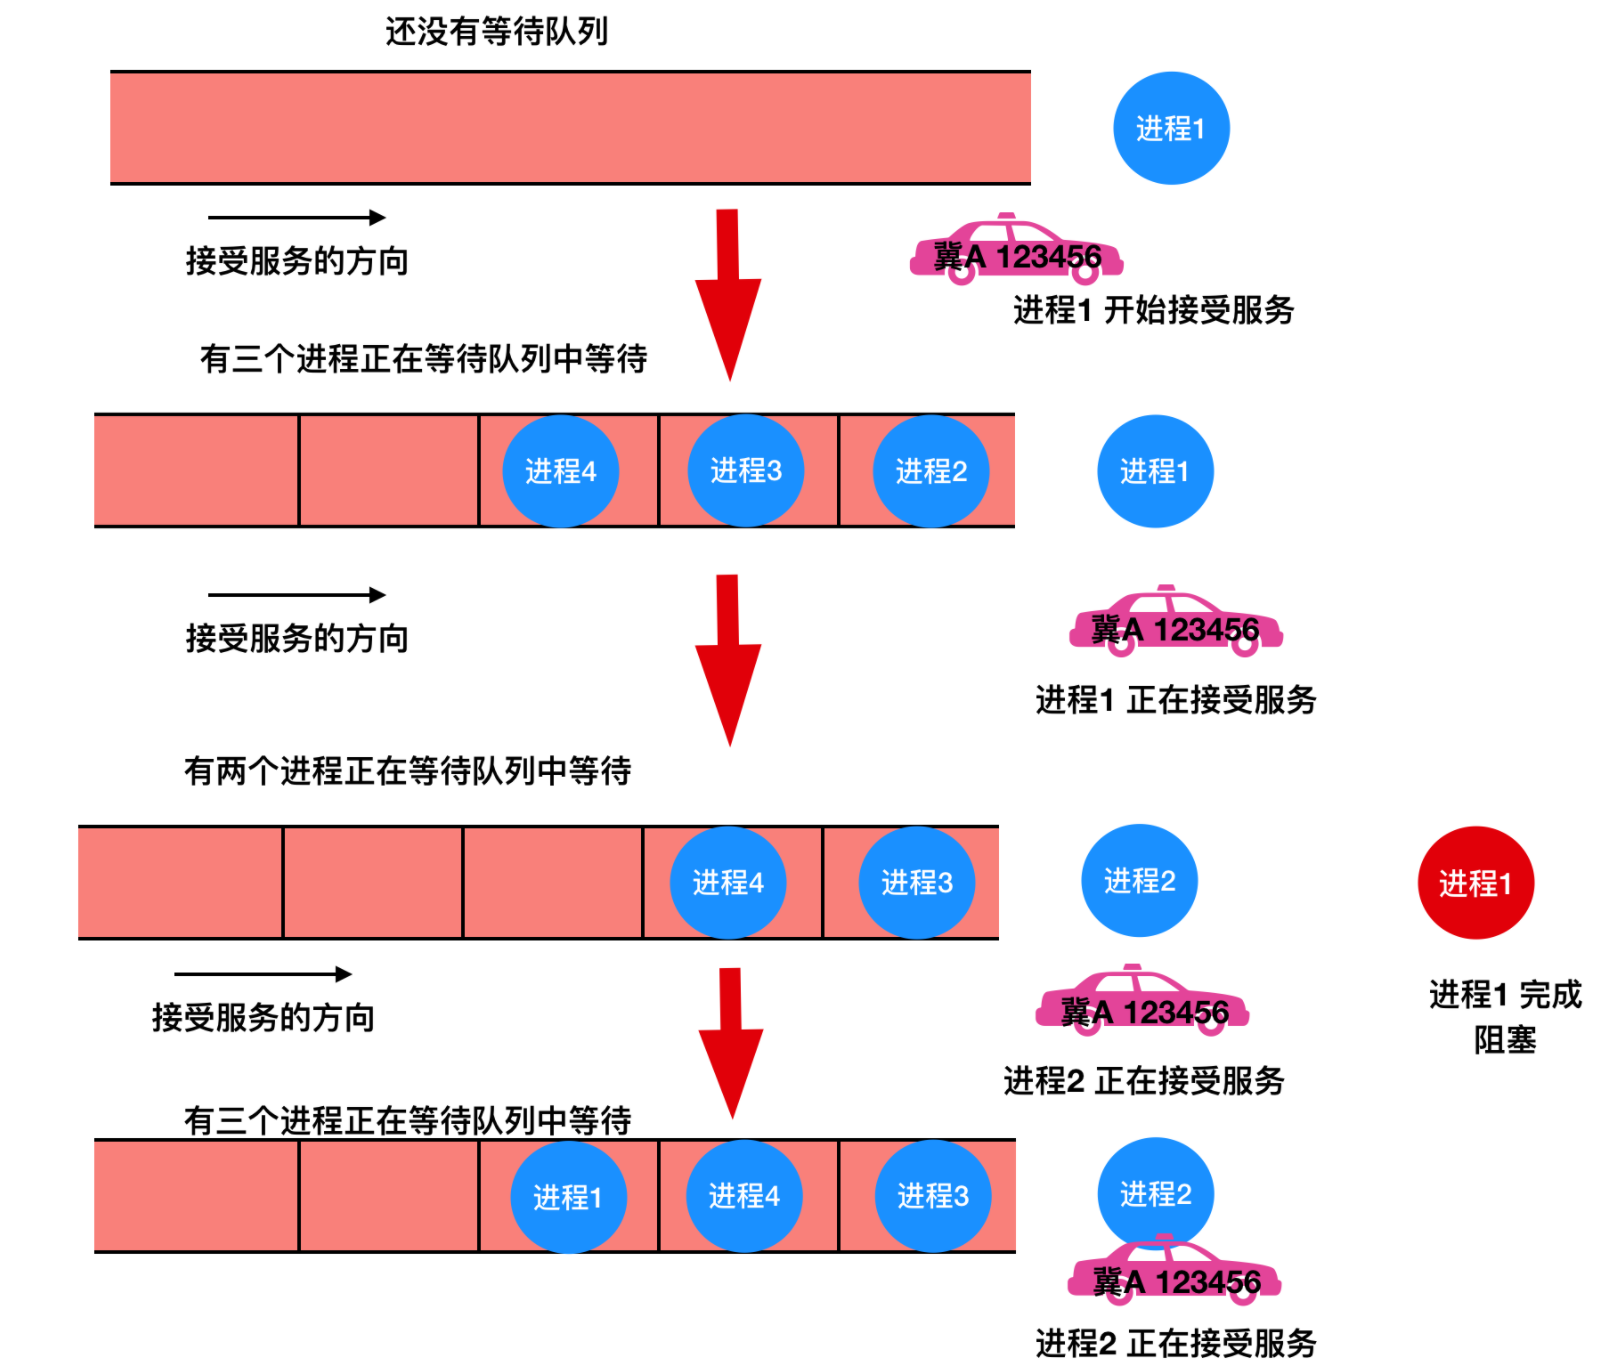 还没有等待队列
进程1
接受服务的方向
冀A 123456
进程1 开始接受服务
有三个进程正在等待队列中等待
进程4
进程3
进程2
进程1
接受服务的方向
冀A 123456
进程1 正在接受服务
有两个进程正在等待队列中等待
进程4
进程3
进程2
进程1
接受服务的方向
冀A 123456
进程2 正在接受服务
进程1 完成
阻塞
有三个进程正在等待队列中等待
进程1
进程4
进程3
进程2
冀A 123456
进程2 正在接受服务